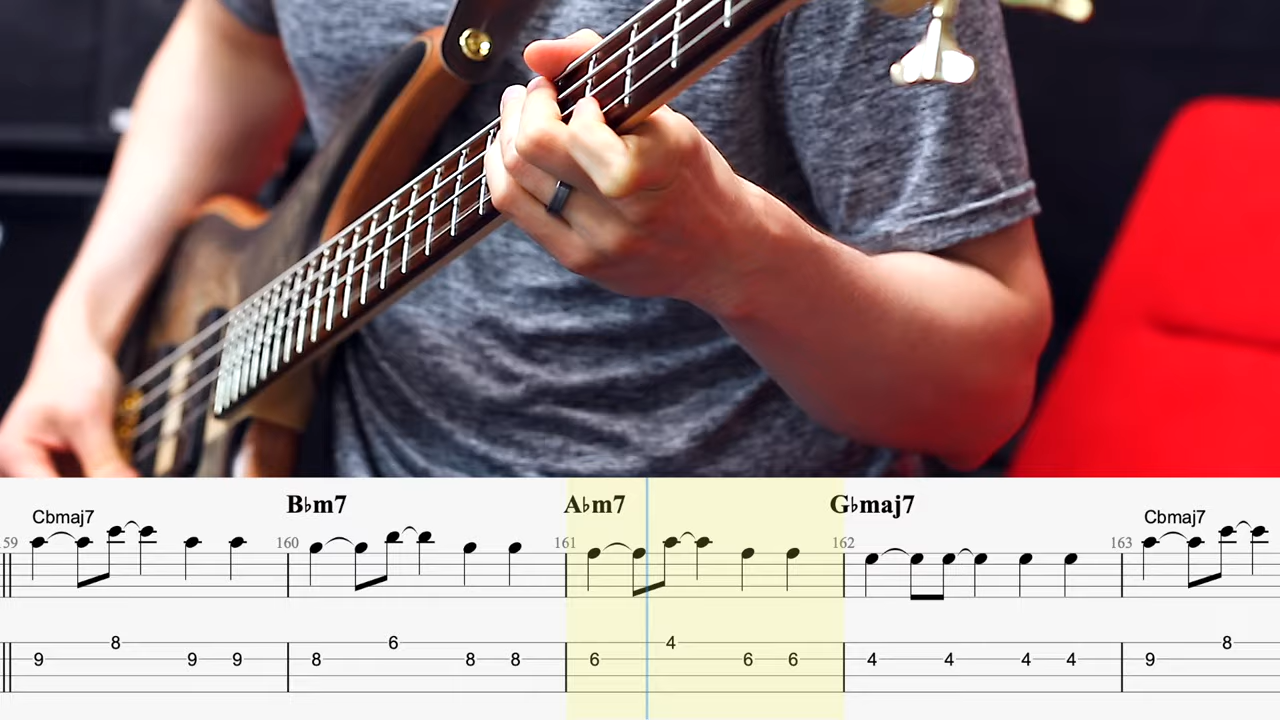 B♭m7 A♭m7 G♭maj7
Cbmaj7 Cbmaj7
59 160 161 162 163
8 6 4 8
9 9 9 8 8 8 6 6 6 4 4 4 4 9